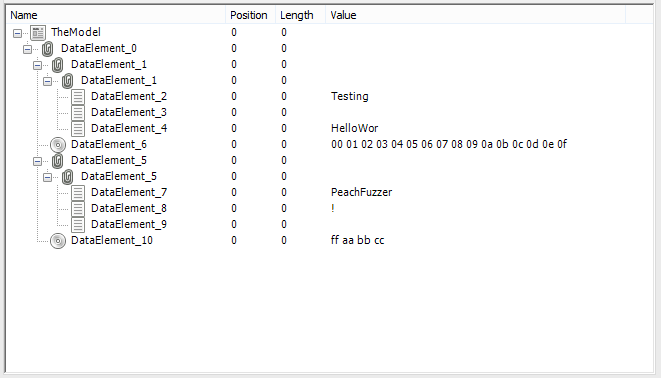 Name Position Length Value
TheModel 0 0
DataElement_0 0 0
DataElement_1 0 0
DataElement_1 0 0
DataElement_2 0 0 Testing
DataElement_3 0 0
DataElement_4 0 0 HelloWor
DataElement_6 0 0 00 01 02 03 04 05 06 07 08 09 0a 0b 0c 0d 0e 0f
DataElement_5 0 0
DataElement_5 0 0
DataElement_7 0 0 PeachFuzzer
DataElement_8 0 0 !
DataElement_9 0 0
DataElement_10 0 0 ff aa bb cc